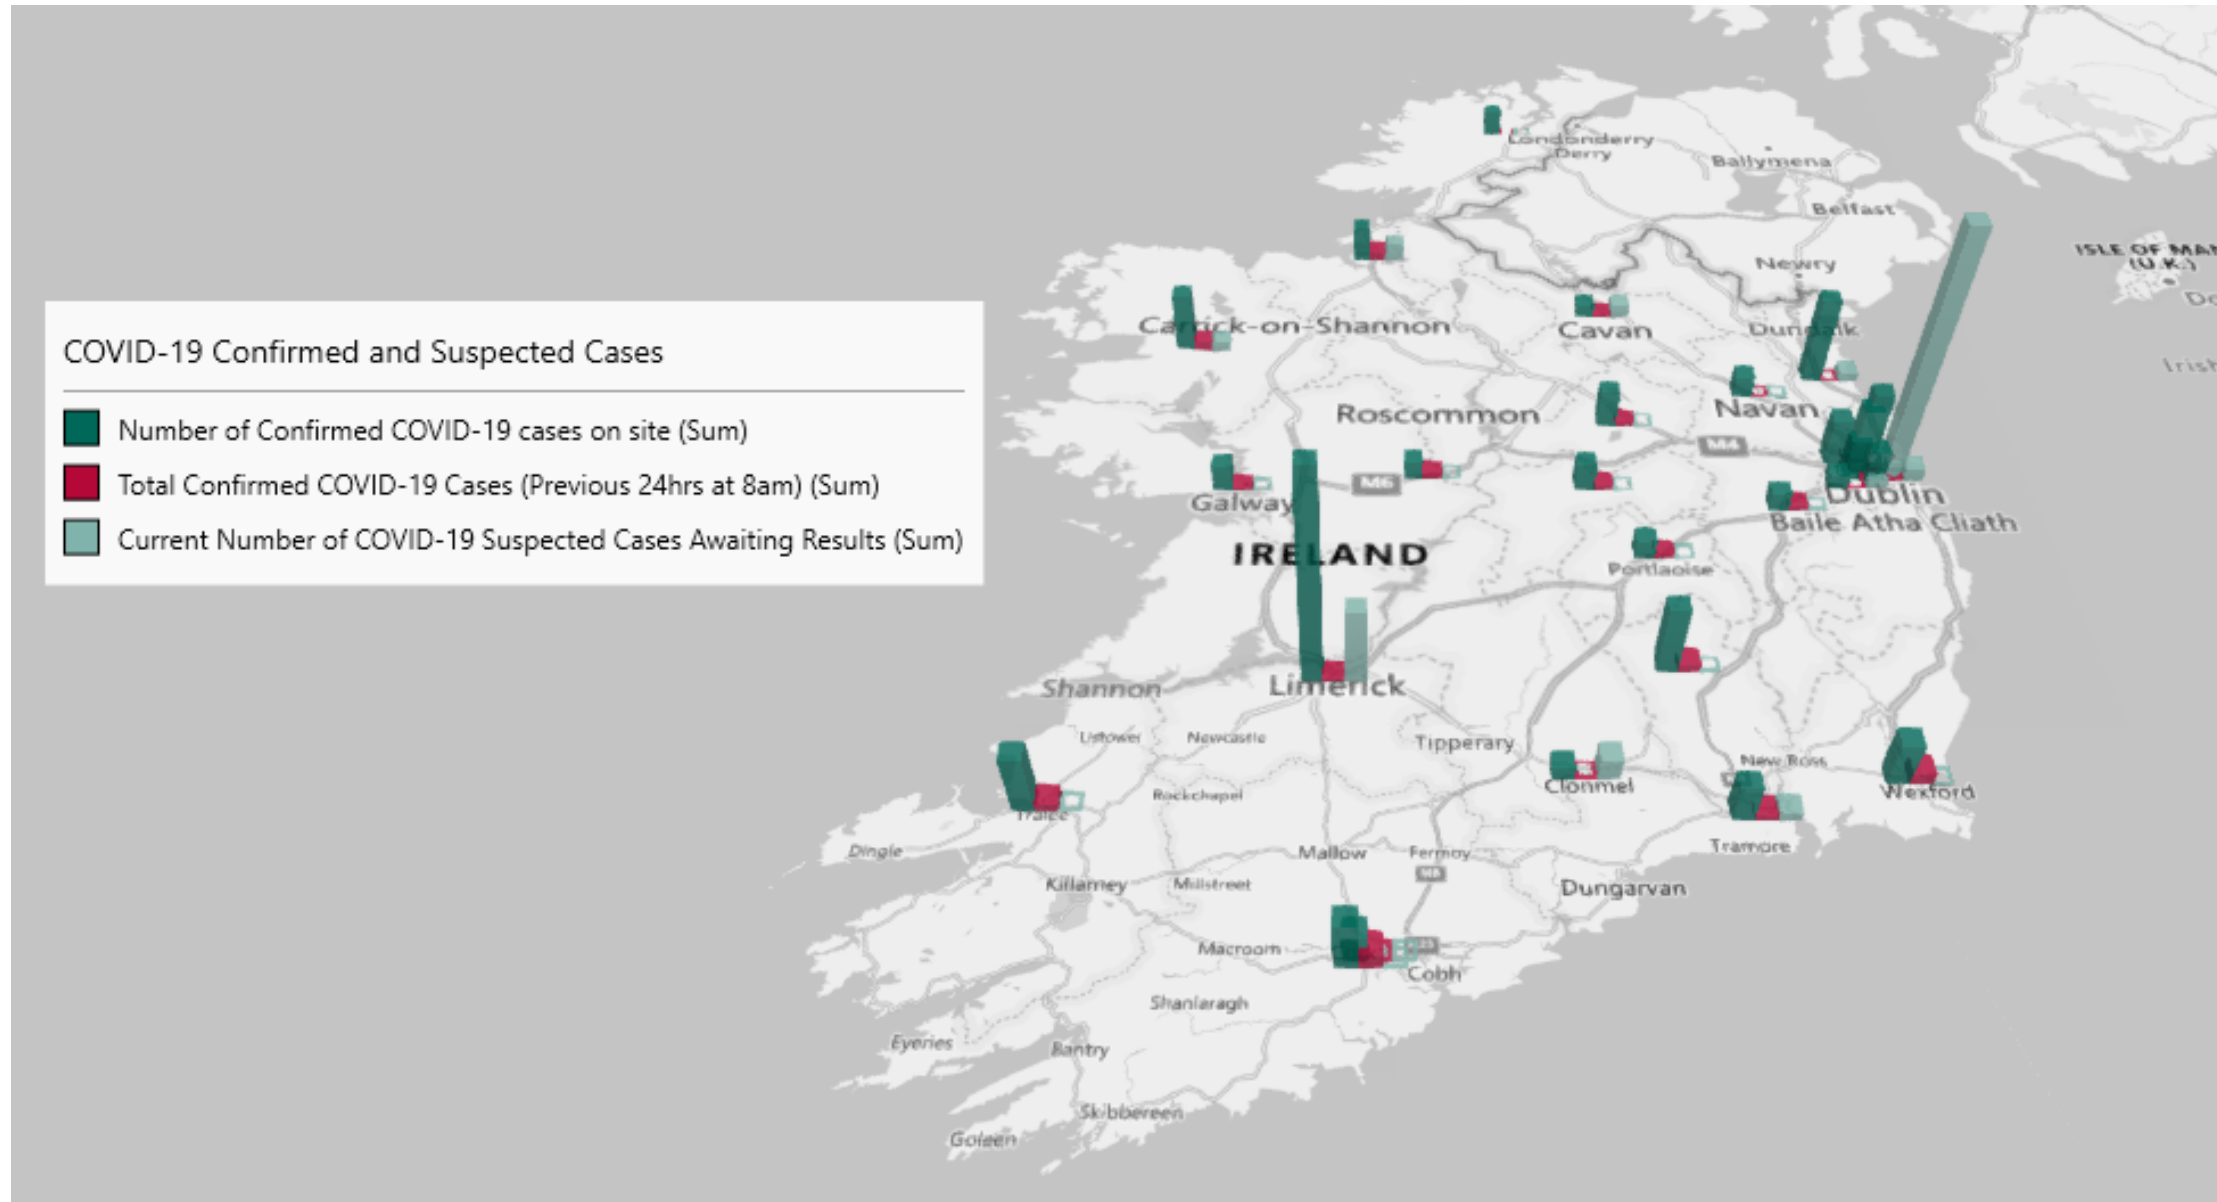 COVID-19 Confirmed and Suspected Cases
Number of Confirmed COVID-19 cases on site (Sum)
Total Confirmed COVID-19 Cases (Previous 24hrs at 8am) (Sum)
Current Number of COVID-19 Suspected Cases Awaiting Results (Sum)
Londonderry
Derry
Ballymena
Belfast
ISLE OF MAN
(U.K.)
Newry
Carrick-on-Shannon
Cavan
Dundalk
Roscommon
Navan
M4
M6
Galway
Dublin
Baile Atha Cliath
IRELAND
Portlaoise
Limerick
Shannon
Listower
Newcastle
Tipperary
New Ross
Clonmel
Wexford
Rockchapel
Tralee
Tramore
Dingle
Mallow
Fermoy
M8
Killarney
Millstreet
Dungarvan
Macroom
Cobh
Shanlaragh
Eyeries
Bantry
Skibbereen
Goleen